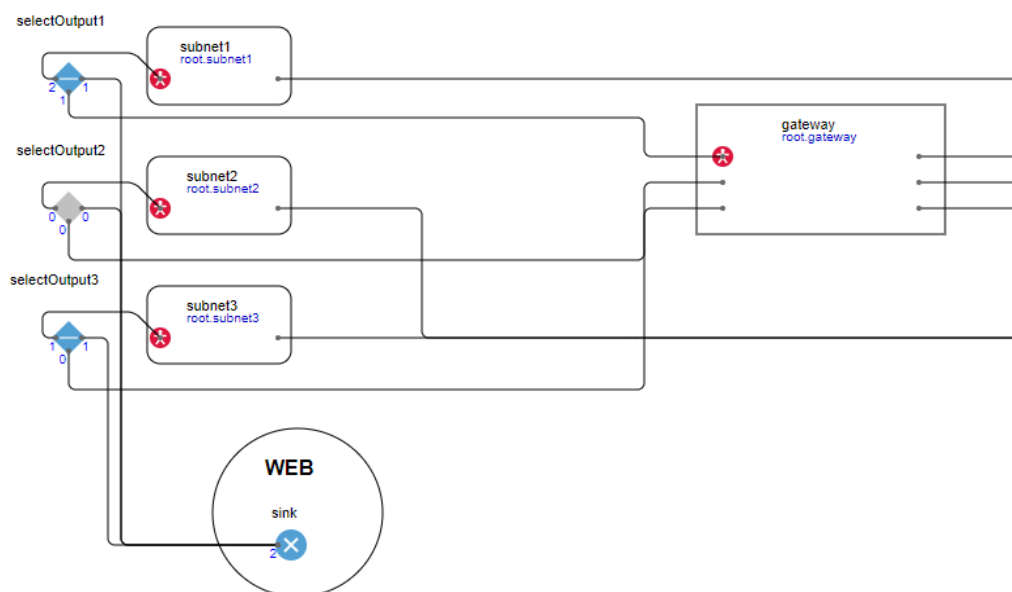 selectOutput1
subnet1
root.subnet1
2
1
1
gateway
root.gateway
selectOutput2
subnet2
root.subnet2
0
0
0
selectOutput3
subnet3
root.subnet3
1
1
0
WEB
sink
2